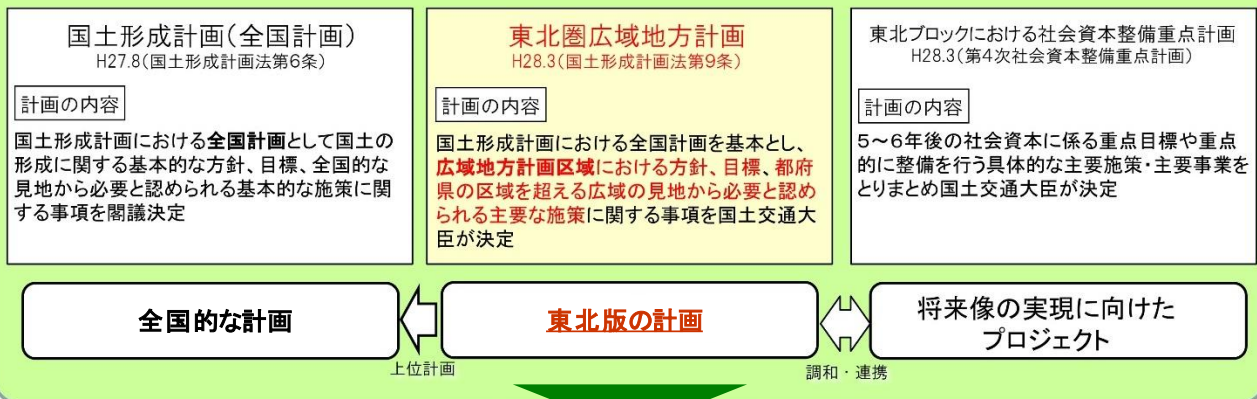 国土形成計画(全国計画)
H27.8(国土形成計画法第6条)
計画の内容
国土形成計画における全国計画として国土の
形成に関する基本的な方針、目標、全国的な
見地から必要と認められる基本的な施策に関
する事項を閣議決定
東北圏広域地方計画
H28.3(国土形成計画法第9条)
計画の内容
国土形成計画における全国計画を基本とし、
広域地方計画区域における方針、目標、都府
県の区域を超える広域の見地から必要と認め
られる主要な施策に関する事項を国土交通大
臣が決定
東北ブロックにおける社会資本整備重点計画
H28.3(第4次社会資本整備重点計画)
計画の内容
5～6年後の社会資本に係る重点目標や重点
的に整備を行う具体的な主要施策・主要事業を
とりまとめ国土交通大臣が決定
全国的な計画
上位計画
東北版の計画
調和・連携
将来像の実現に向けた
プロジェクト